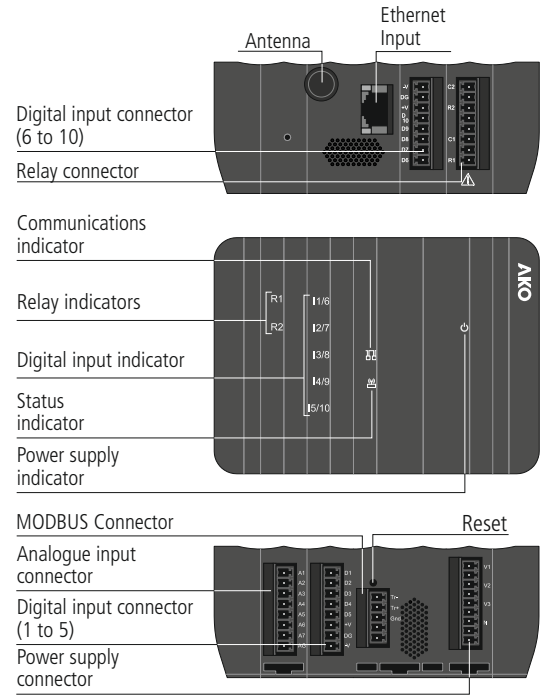 Ethernet
Input
Antenna
Digital input connector
(6 to 10)
Relay connector
DG
+V
D
10
D9
D8
D7
D6
C2
R2
C1
R1
Communications
indicator
Relay indicators
Digital input indicator
Status
indicator
Power supply
indicator
R1
R2
I1/6
I2/7
I3/8
I4/9
I5/10
AKO
MODBUS Connector
Reset
Analogue input
connector
Digital input connector
(1 to 5)
Power supply
connector
A1
A2
A3
A4
A5
A6
A7
AG
D1
D2
D3
D4
D5
+V
DG
Tr-
Tr+
Gnd
V1
V2
V3
N